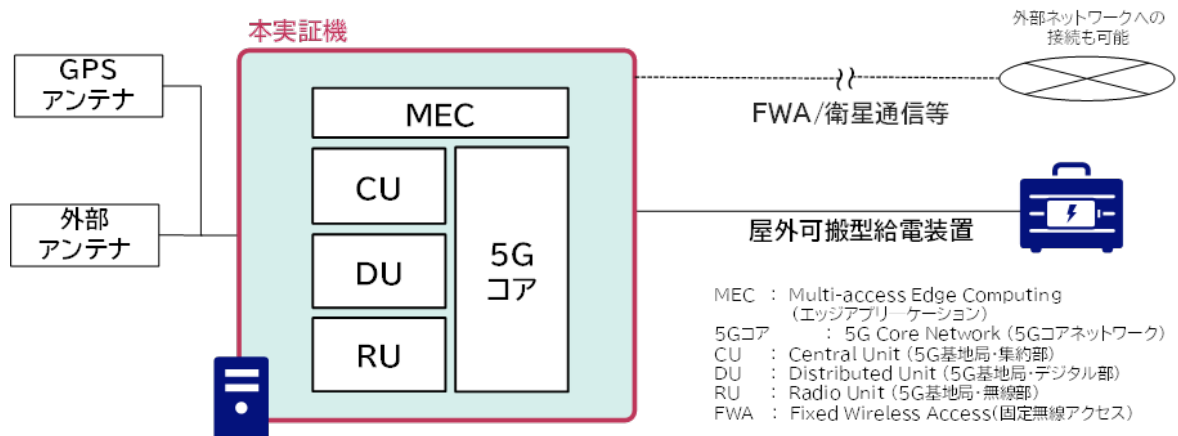 本実証機
外部ネットワークへの
接続も可能
GPS
アンテナ
外部
アンテナ
MEC
CU
DU
RU
5G
コア
FWA/衛星通信等
屋外可搬型給電装置
MEC : Multi-access Edge Computing
(エッジアプリーケーション)
5Gコア : 5G Core Network (5Gコアネットワーク)
CU : Central Unit (5G基地局・集約部)
DU : Distributed Unit (5G基地局・デジタル部)
RU : Radio Unit (5G基地局・無線部)
FWA : Fixed Wireless Access(固定無線アクセス)